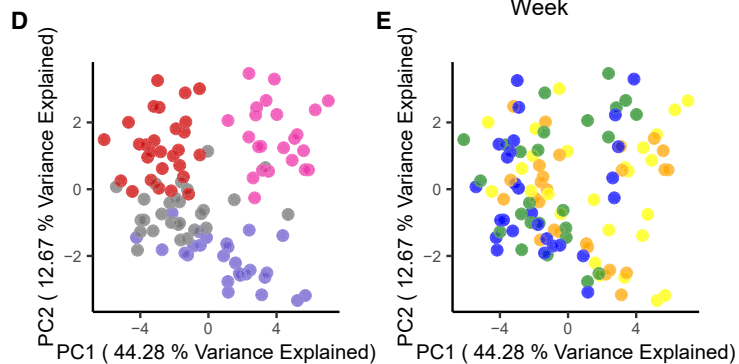 Week
D
PC2 ( 12.67 % Variance Explained)
2
0
−2
−4
0
4
PC1 ( 44.28 % Variance Explained)
E
PC2 ( 12.67 % Variance Explained)
2
0
−2
−4
0
4
PC1 ( 44.28 % Variance Explained)